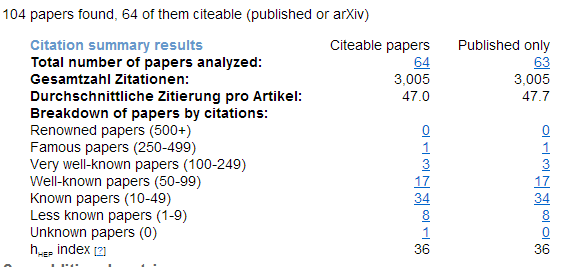 104 papers found, 64 of them citeable (published or arXiv)
Citation summary results Citeable papers Published only
Total number of papers analyzed: 64 63
Gesamtzahl Zitationen: 3,005 3,005
Durchschnittliche Zitierung pro Artikel: 47.0 47.7
Breakdown of papers by citations:
Renowned papers (500+) 0 0
Famous papers (250-499) 1 1
Very well-known papers (100-249) 3 3
Well-known papers (50-99) 17 17
Known papers (10-49) 34 34
Less known papers (1-9) 8 8
Unknown papers (0) 1 0
hHEP index [?] 36 36